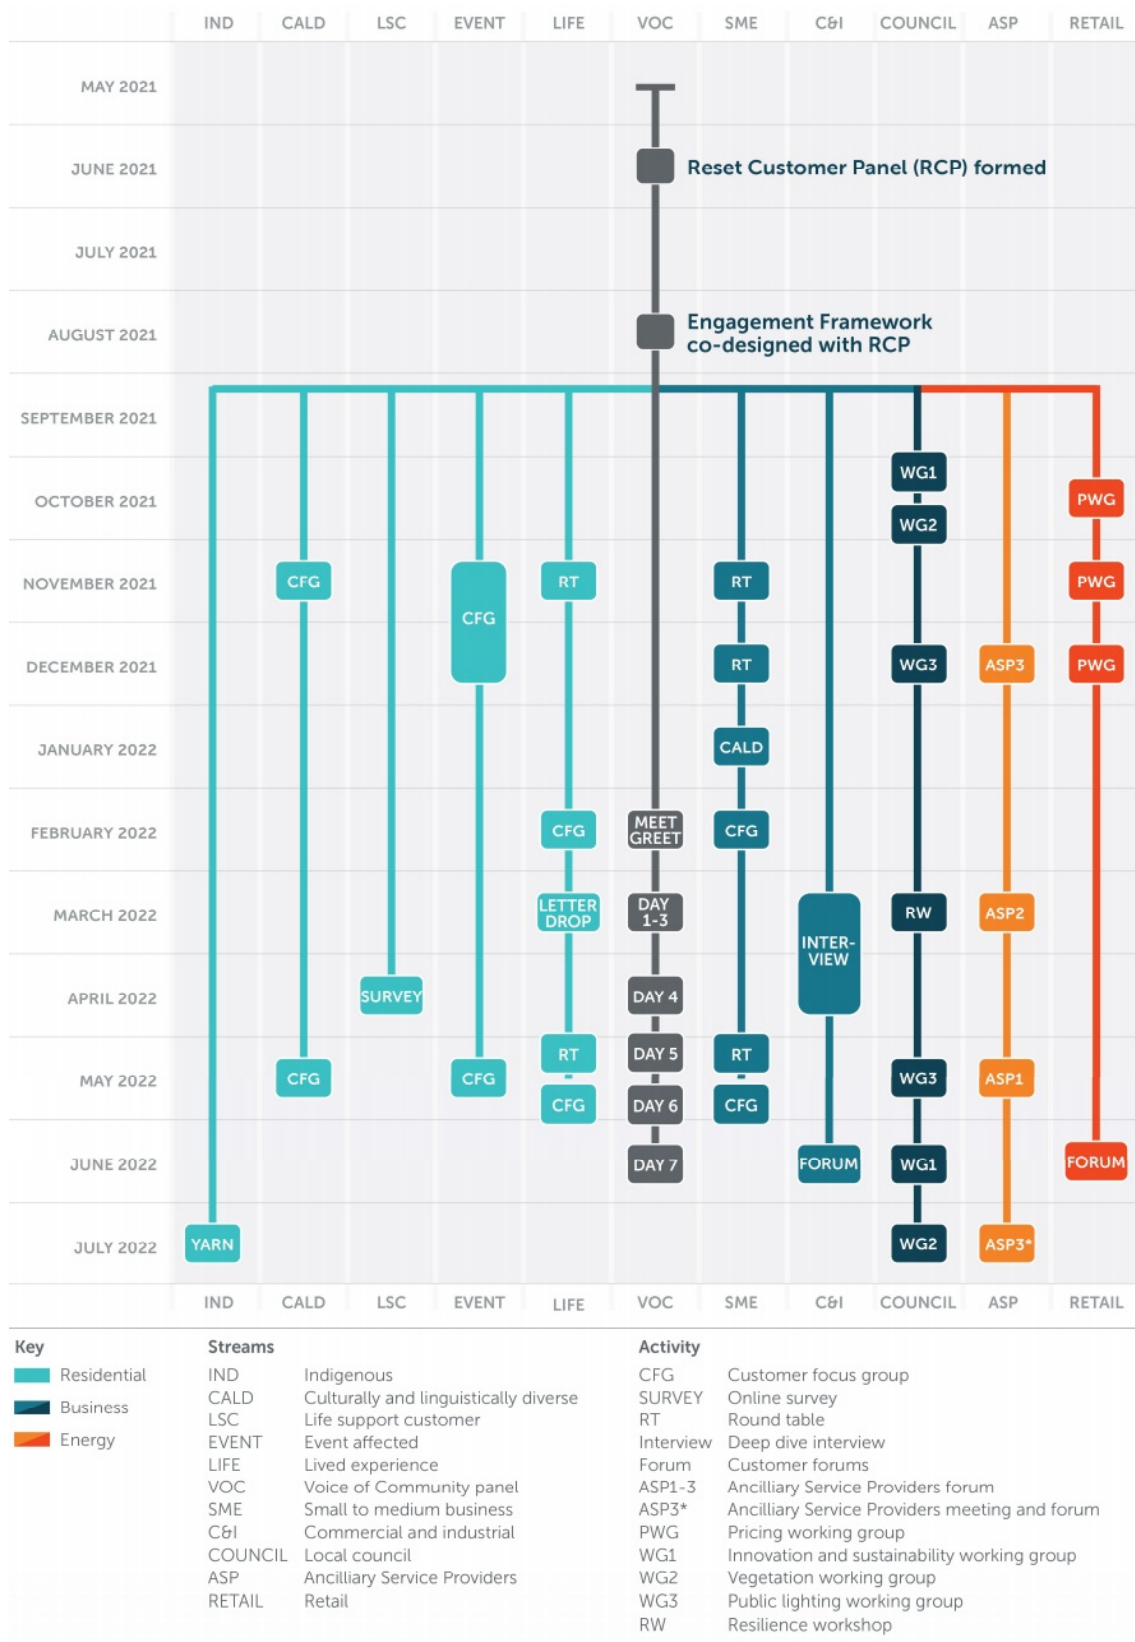 IND CALD LSC EVENT LIFE VOC SME C&I COUNCIL ASP RETAIL
MAY 2021
JUNE 2021 Reset Customer Panel (RCP) formed
JULY 2021
AUGUST 2021 Engagement Framework
co-designed with RCP
SEPTEMBER 2021
WG1
OCTOBER 2021 PWG
WG2
NOVEMBER 2021 CFG RT RT PWG
CFG
DECEMBER 2021 RT WG3 ASP3 PWG
JANUARY 2022 CALD
FEBRUARY 2022 CFG MEET
GREET CFG
MARCH 2022 LETTER
DROP DAY
1-3 RW ASP2
INTER-
VIEW
APRIL 2022 SURVEY DAY 4
RT DAY 5 RT
MAY 2022 CFG CFG WG3 ASP1
CFG DAY 6 CFG
JUNE 2022 DAY 7 FORUM WG1 FORUM
JULY 2022 YARN WG2 ASP3*
IND CALD LSC EVENT LIFE VOC SME C&I COUNCIL ASP RETAIL
Key
Residential
Business
Energy
Streams
IND Indigenous
CALD Culturally and linguistically diverse
LSC Life support customer
EVENT Event affected
LIFE Lived experience
VOC Voice of Community panel
SME Small to medium business
C&I Commercial and industrial
COUNCIL Local council
ASP Ancilliary Service Providers
RETAIL Retail
Activity
CFG Customer focus group
SURVEY Online survey
RT Round table
Interview Deep dive interview
Forum Customer forums
ASP1-3 Ancilliary Service Providers forum
ASP3* Ancilliary Service Providers meeting and forum
PWG Pricing working group
WG1 Innovation and sustainability working group
WG2 Vegetation working group
WG3 Public lighting working group
RW Resilience workshop